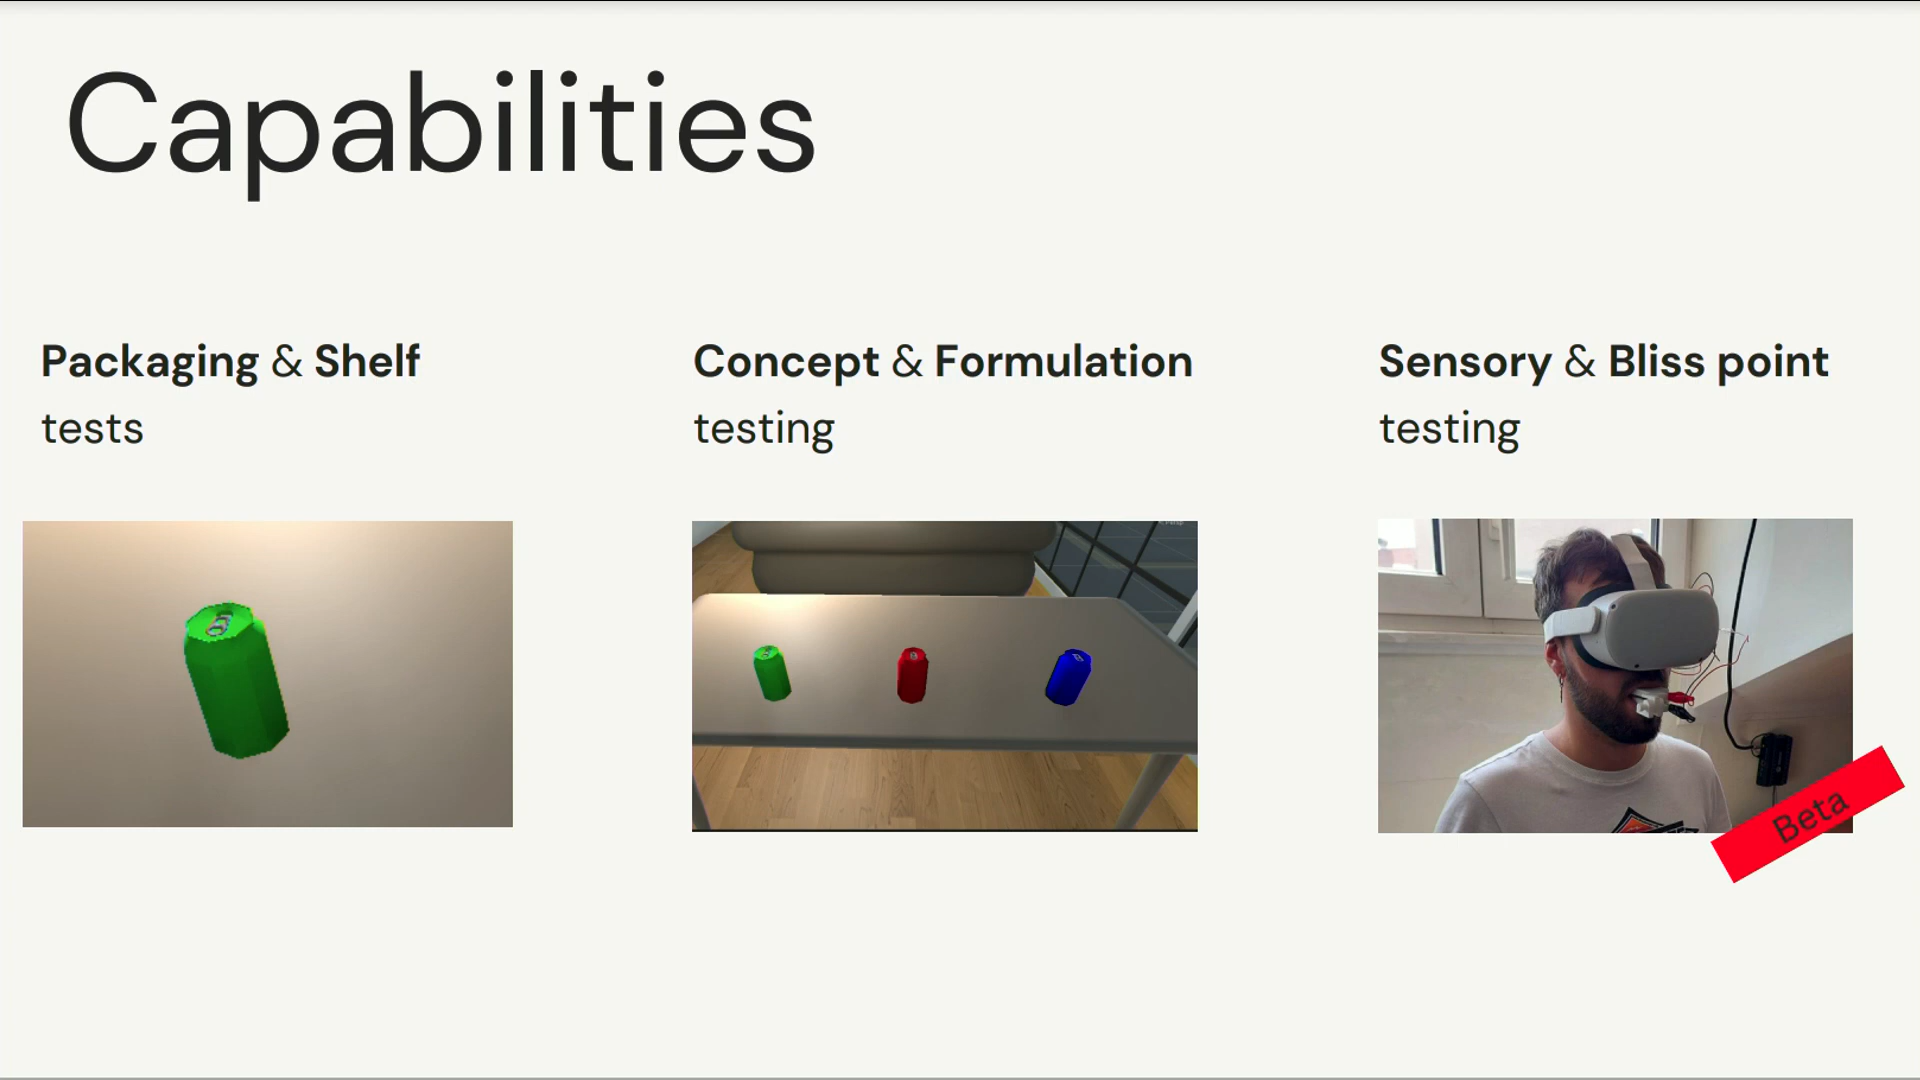 Capabilities
Packaging & Shelf
tests
Concept & Formulation
testing
Sensory & Bliss point
testing
Beta